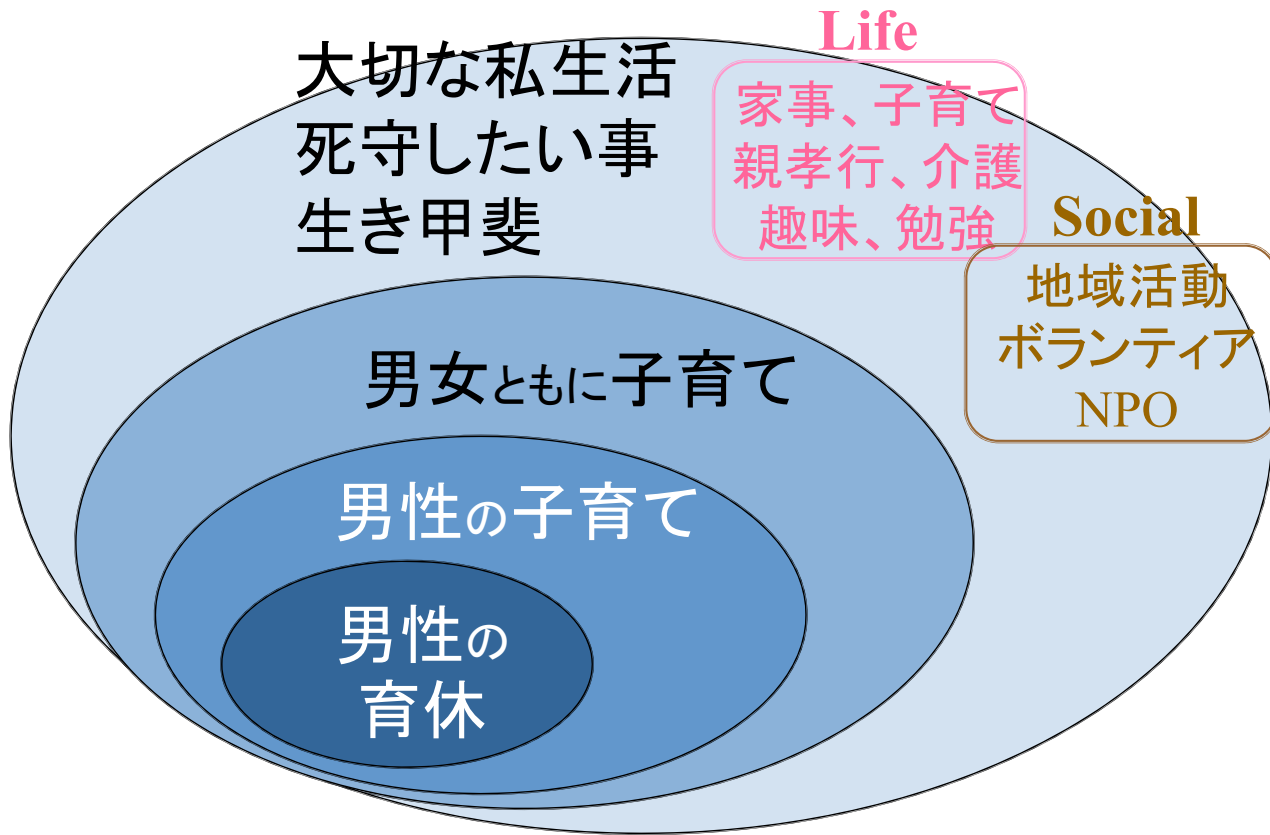 大切な私生活
死守したい事
生き甲斐
Life
家事、子育て
親孝行、介護
趣味、勉強
Social
地域活動
ボランティア
NPO
男女ともに子育て
男性の子育て
男性の
育休